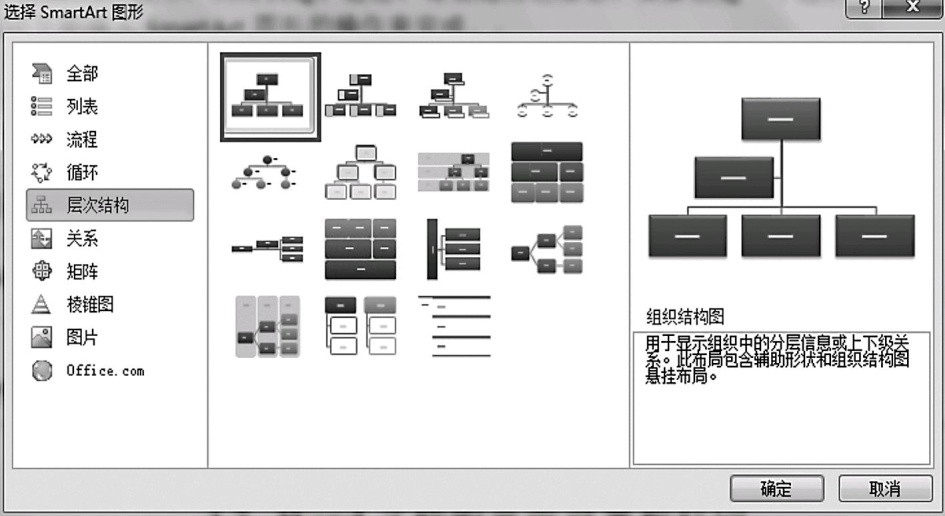 选择 SmartArt 图形
全部
列表
流程
循环
层次结构
关系
矩阵
棱锥图
图片
Office.com
组织结构图
用于显示组织中的分层信息或上下级关
系。此布局包含辅助形状和组织结构图
悬挂布局。
确定
取消